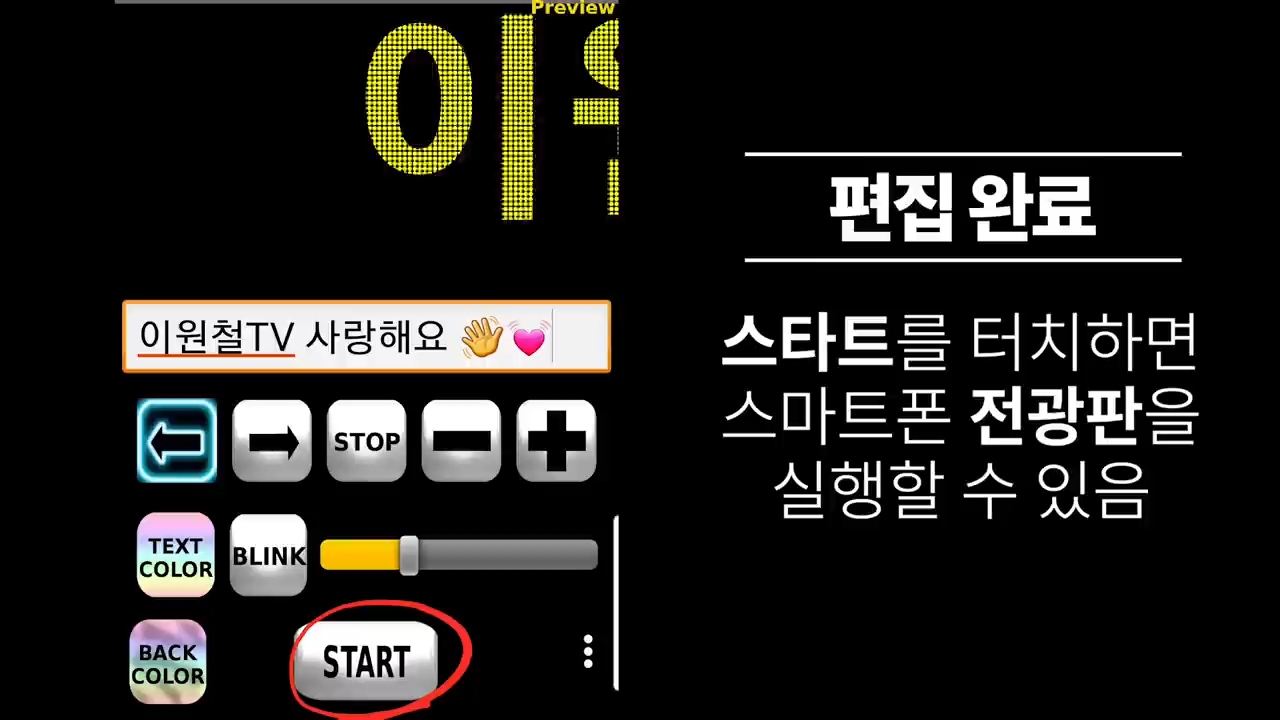 Preview
이원
이원철TV 사랑해요 👋💓
STOP
TEXT
COLOR
BLINK
BACK
COLOR
START
편집 완료
스타트를 터치하면
스마트폰 전광판을
실행할 수 있음